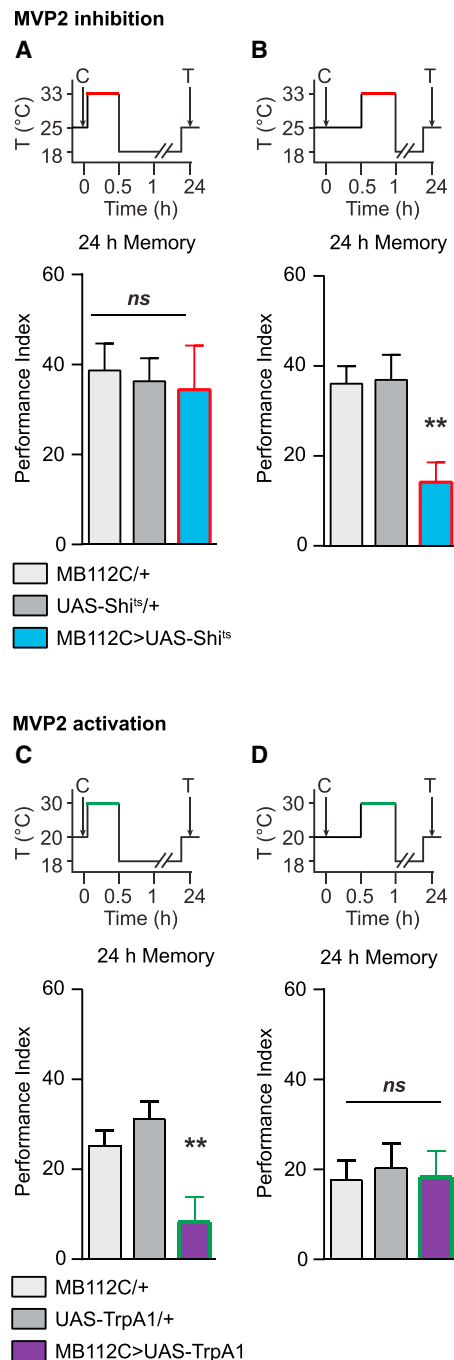 MVP2 inhibition
A
B
C
T
C
T
T (°C)
33
25
18
0
0.5
1
24
Time (h)
T (°C)
33
25
18
0
0.5
1
24
Time (h)
24 h Memory
24 h Memory
Performance Index
60
40
20
0
ns
Performance Index
60
40
20
0
**
MB112C/+
UAS-Shiᵗˢ/+
MB112C>UAS-Shiᵗˢ
MVP2 activation
C
D
C
T
C
T
T (°C)
30
20
18
0
0.5
1
24
Time (h)
T (°C)
30
20
18
0
0.5
1
24
Time (h)
24 h Memory
24 h Memory
Performance Index
60
40
20
0
**
Performance Index
60
40
20
0
ns
MB112C/+
UAS-TrpA1/+
MB112C>UAS-TrpA1